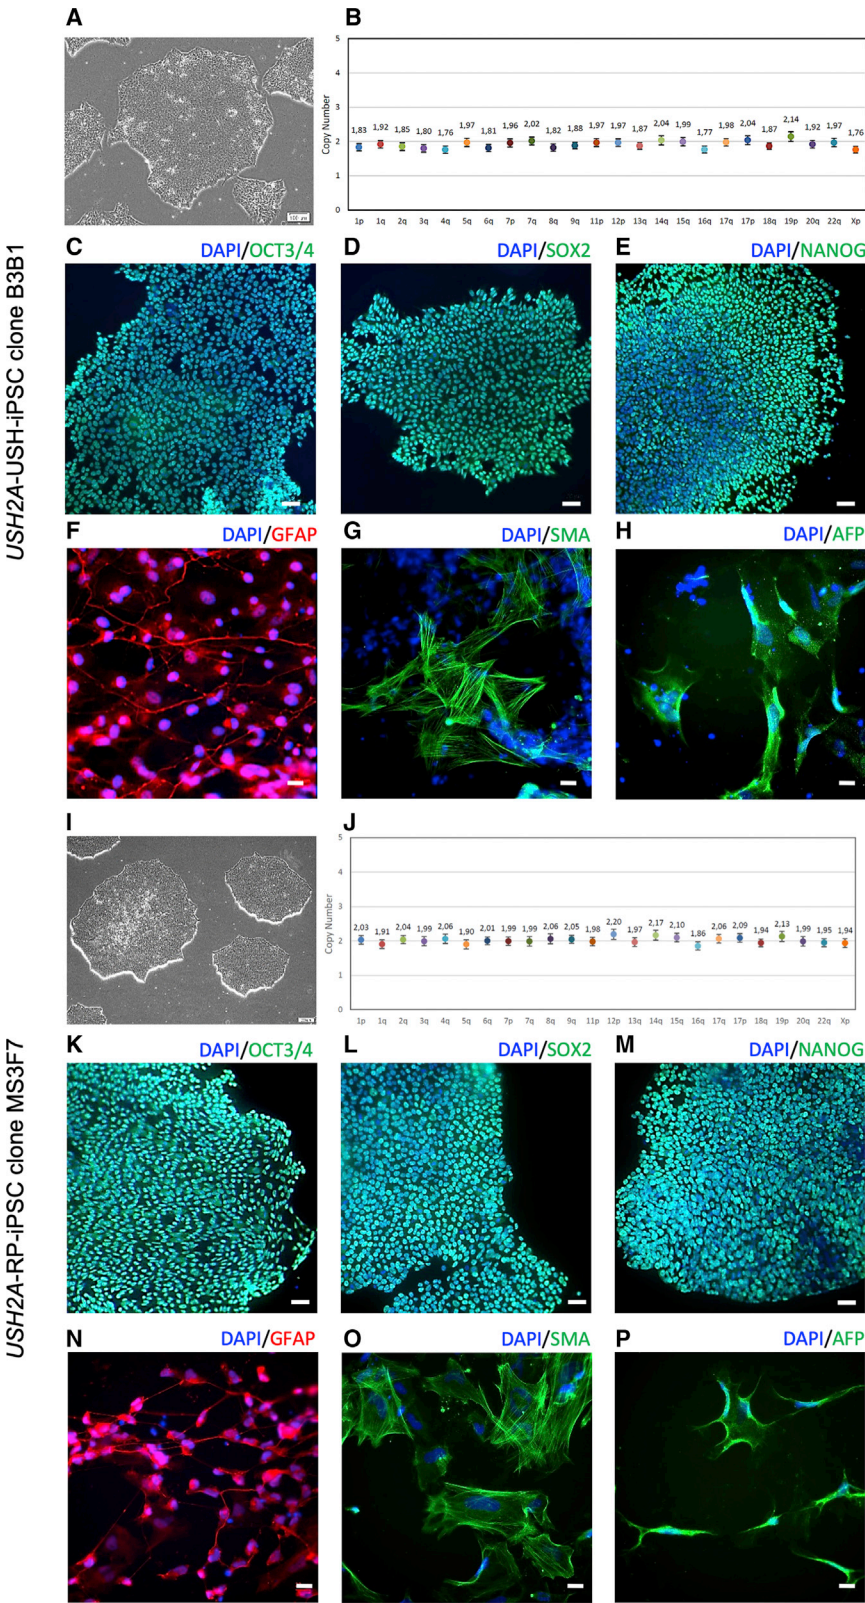 A
B
5
4
3
2
1
0
Copy Number
1,83 1,92 1,85 1,80 1,76 1,97 1,81 1,96 2,02 1,82 1,88 1,97 1,97 1,87 2,04 1,99 1,77 1,98 2,04 1,87 2,14 1,92 1,97 1,76
1p 1q 2q 3q 4q 5q 6q 7p 7q 8q 9q 11p 12p 13q 14q 15q 16q 17q 17p 18q 19p 20q 22q Xp
USH2A-USH-iPSC clone B3B1
C
DAPI/OCT3/4
D
DAPI/SOX2
E
DAPI/NANOG
F
DAPI/GFAP
G
DAPI/SMA
H
DAPI/AFP
I
J
5
4
3
2
1
0
Copy Number
2,03 1,91 2,04 1,99 2,06 1,90 2,01 1,99 1,99 2,06 2,05 1,98 2,20 1,97 2,17 2,10 1,86 2,06 2,09 1,94 2,13 1,99 1,95 1,94
1p 1q 2q 3q 4q 5q 6q 7p 7q 8q 9q 11p 12p 13q 14q 15q 16q 17q 17p 18q 19p 20q 22q Xp
USH2A-RP-iPSC clone MS3F7
K
DAPI/OCT3/4
L
DAPI/SOX2
M
DAPI/NANOG
N
DAPI/GFAP
O
DAPI/SMA
P
DAPI/AFP